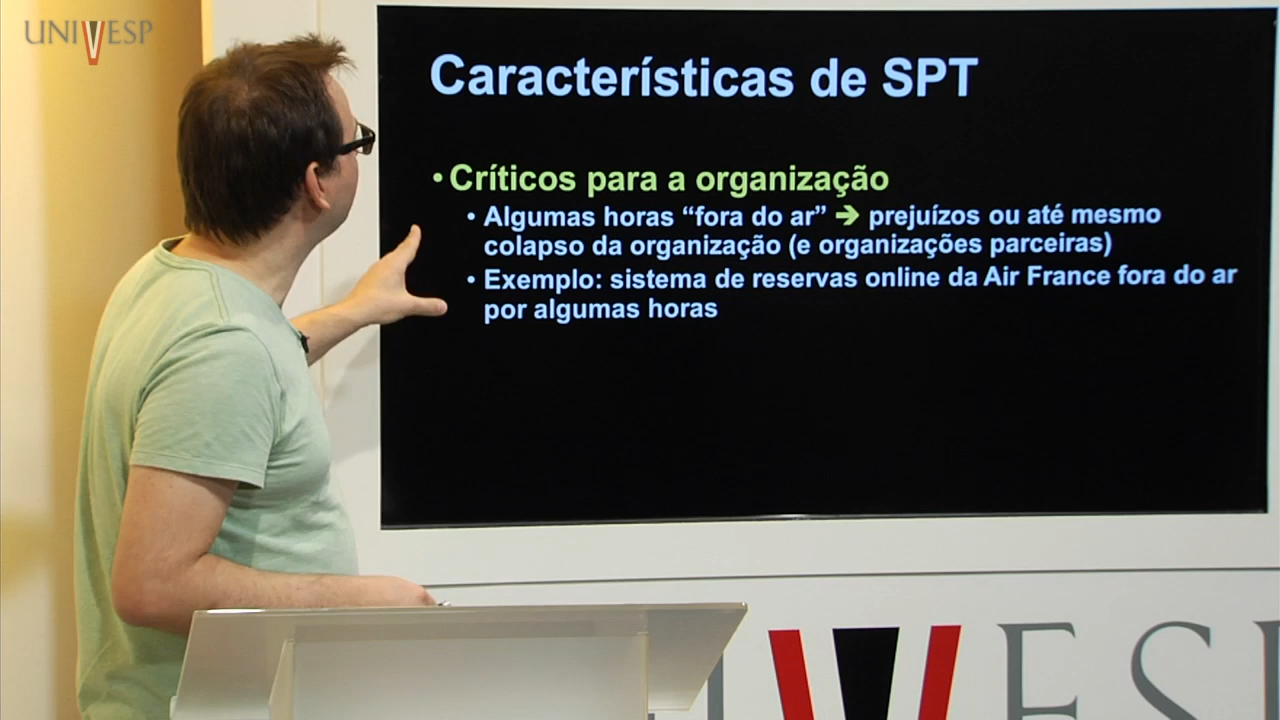 UNIVESP
Características de SPT
• Críticos para a organização
• Algumas horas “fora do ar” ➔ prejuízos ou até mesmo
colapso da organização (e organizações parceiras)
• Exemplo: sistema de reservas online da Air France fora do ar
por algumas horas
VES